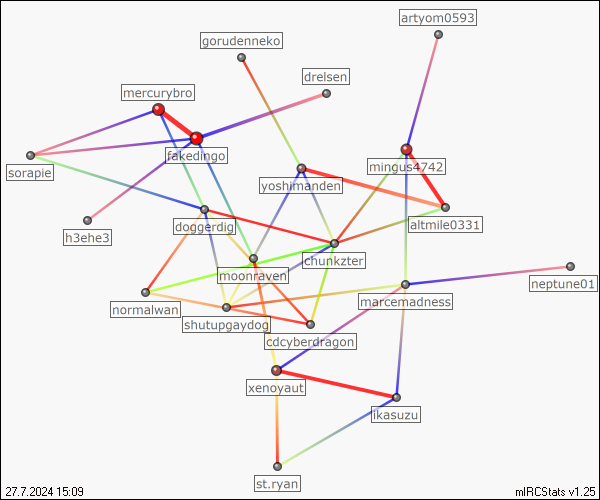 artyom0593
gorudenneko
drelsen
mercurybro
fakedingo
mingus4742
sorapie
yoshimanden
doggerdig
altmile0331
h3ehe3
chunkzter
moonraven
neptune01
normalwan
marcemadness
shutupgaydog
cdcyberdragon
xenoyaut
ikasuzu
st.ryan
27.7.2024 15:09
mIRCStats v1.25